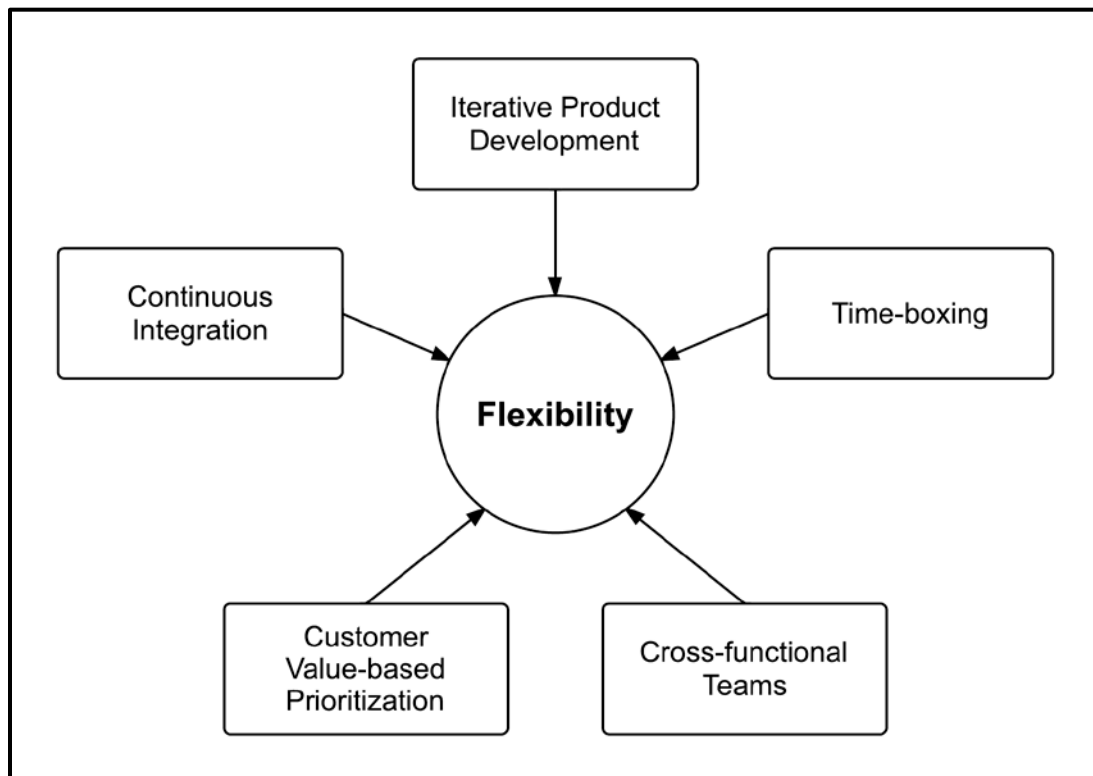 Iterative Product
Development
Continuous
Integration
Time-boxing
Flexibility
Customer
Value-based
Prioritization
Cross-functional
Teams